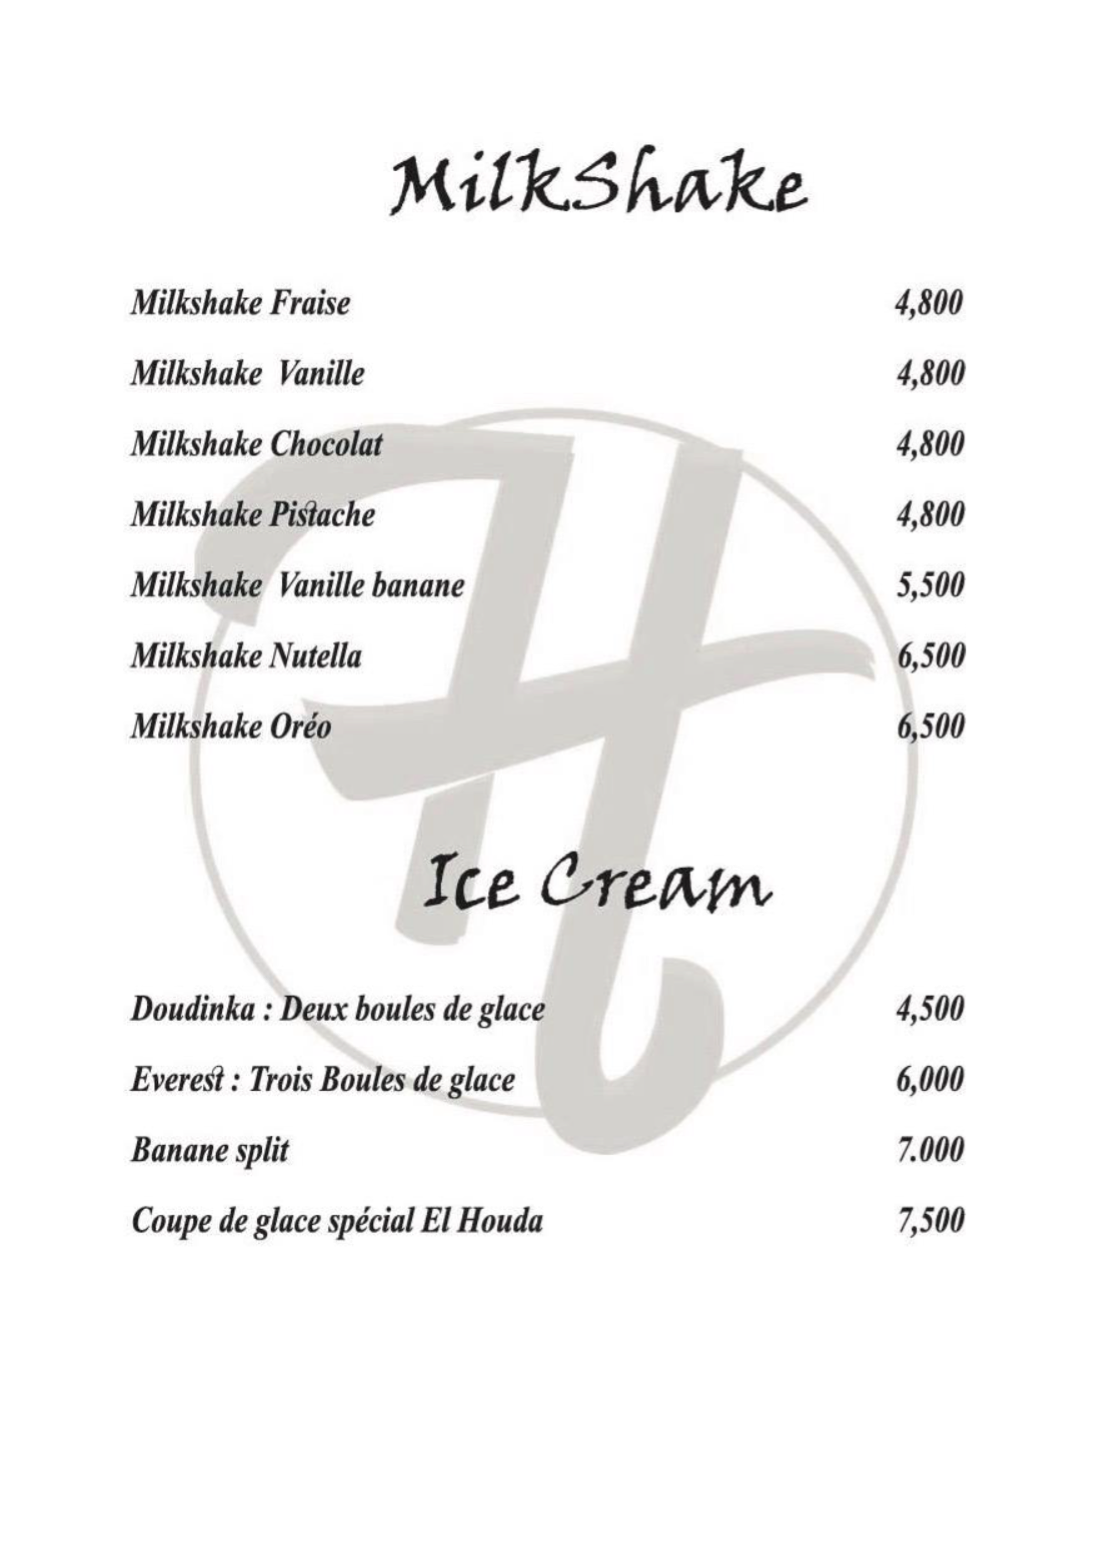 MilkShake
Milkshake Fraise 4,800
Milkshake Vanille 4,800
Milkshake Chocolat 4,800
Milkshake Pistache 4,800
Milkshake Vanille banane 5,500
Milkshake Nutella 6,500
Milkshake Oréo 6,500
Ice Cream
Doudinka : Deux boules de glace 4,500
Everest : Trois Boules de glace 6,000
Banane split 7.000
Coupe de glace spécial El Houda 7,500